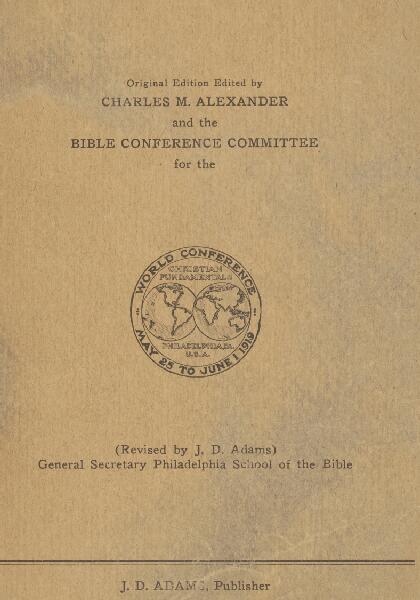 Original Edition Edited by
CHARLES M. ALEXANDER
and the
BIBLE CONFERENCE COMMITTEE
for the
WORLD CONFERENCE
CHRISTIAN
FUNDAMENTALS
PHILADELPHIA.
U.S.A.
MAY 25 TO JUNE 1 1919
(Revised by J. D. Adams)
General Secretary Philadelphia School of the Bible
J. D. ADAMS, Publisher